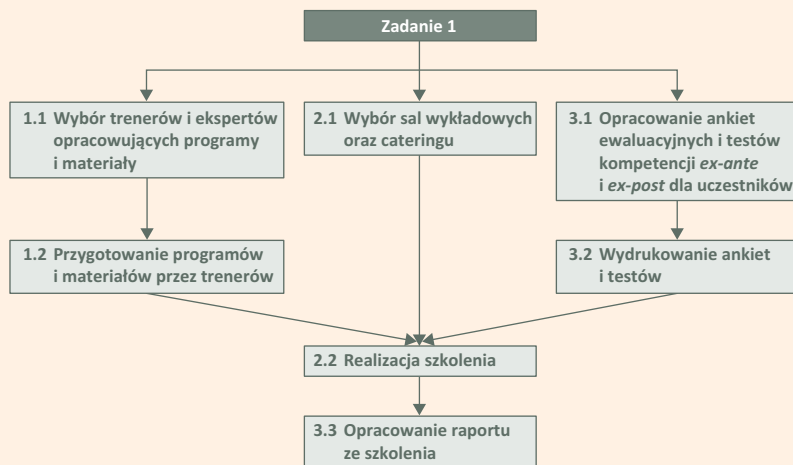 Zadanie 1
1.1 Wybór trenerów i ekspertów
opracowujących programy
i materiały
2.1 Wybór sal wykładowych
oraz cateringu
3.1 Opracowanie ankiet
ewaluacyjnych i testów
kompetencji ex-ante
i ex-post dla uczestników
1.2 Przygotowanie programów
i materiałów przez trenerów
3.2 Wydrukowanie ankiet
i testów
2.2 Realizacja szkolenia
3.3 Opracowanie raportu
ze szkolenia